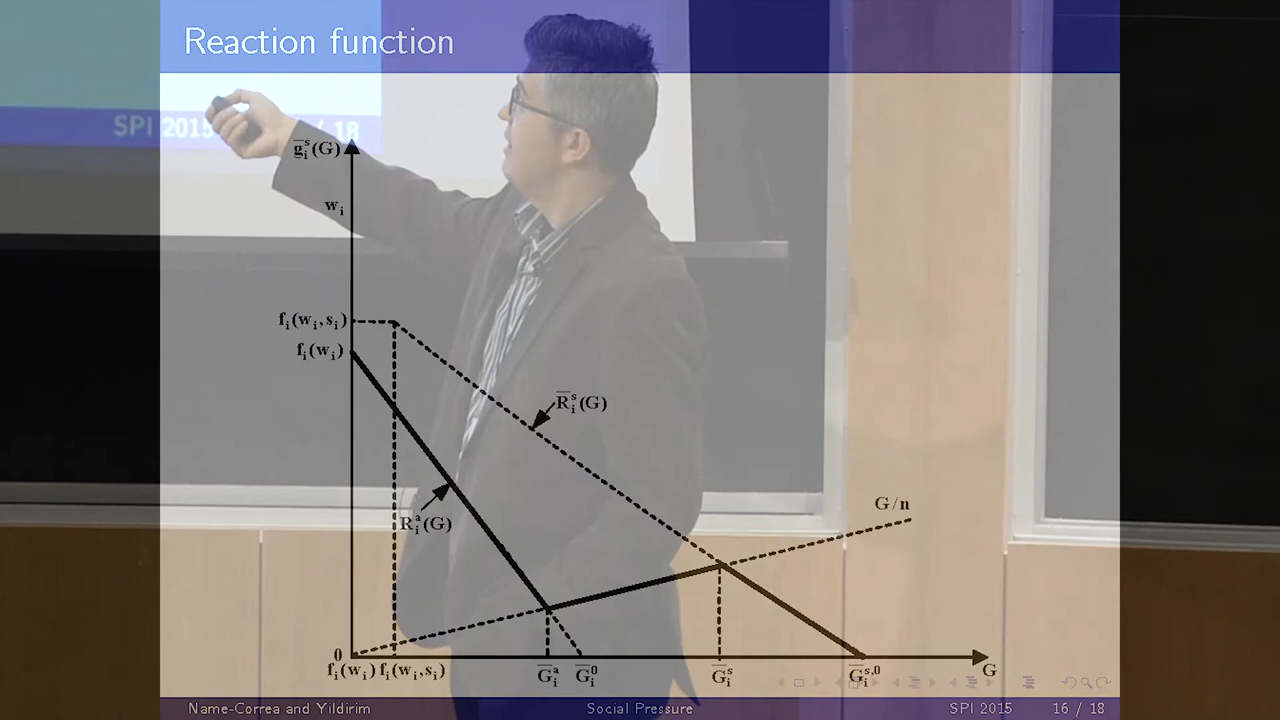 Reaction function
SPI 2015 / 18
g̅ᵢˢ(G)
wᵢ
fᵢ(wᵢ,sᵢ)
fᵢ(wᵢ)
R̅ᵢˢ(G)
Rᵢᵃ(G)
G/n
0
fᵢ(wᵢ) fᵢ(wᵢ,sᵢ) G̅ᵢᵃ G̅ᵢ⁰ G̅ᵢˢ G̅ᵢˢ,⁰ G
Name-Correa and Yildirim Social Pressure SPI 2015 16 / 18